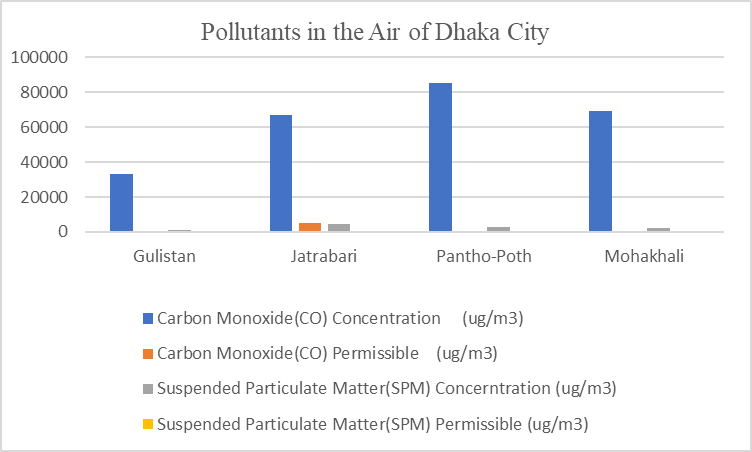 Pollutants in the Air of Dhaka City
100000
80000
60000
40000
20000
0
Gulistan Jatrabari Pantho-Poth Mohakhali
Carbon Monoxide(CO) Concentration (ug/m3)
Carbon Monoxide(CO) Permissible (ug/m3)
Suspended Particulate Matter(SPM) Concerntration (ug/m3)
Suspended Particulate Matter(SPM) Permissible (ug/m3)